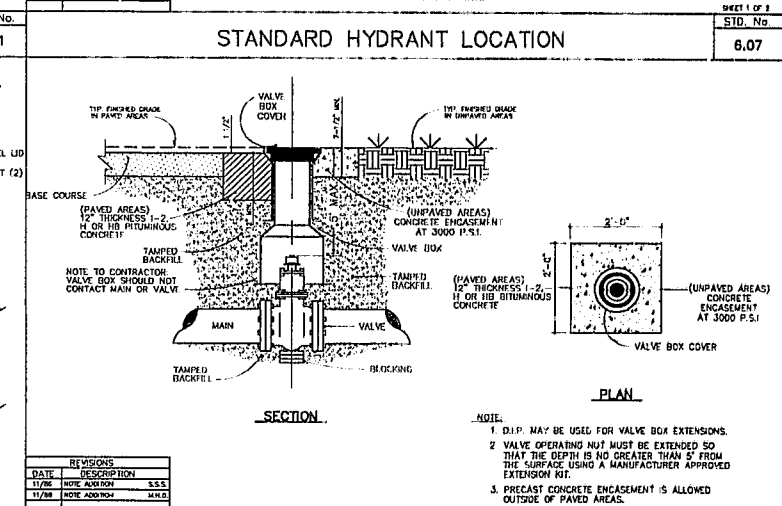 SHEET 1 OF 2
No.
STANDARD HYDRANT LOCATION
STD. No.
6.07
TYP. FINISHED GRADE
IN PAVED AREAS
1 1/2"
VALVE
BOX
COVER
TYP. FINISHED GRADE
IN UNPAVED AREAS
T (2)
BASE COURSE
(PAVED AREAS)
12" THICKNESS 1-2,
H OR HB BITUMINOUS
CONCRETE
MIN.
5' MAX.
(UNPAVED AREAS)
CONCRETE ENCASEMENT
AT 3000 P.S.I.
TAMPED
BACKFILL
VALVE BOX
NOTE TO CONTRACTOR:
VALVE BOX SHOULD NOT
CONTACT MAIN OR VALVE
TAMPED
BACKFILL
MAIN
VALVE
TAMPED
BACKFILL
BLOCKING
SECTION
2'-0"
2'-0"
(PAVED AREAS)
12" THICKNESS 1-2,
H OR HB BITUMINOUS
CONCRETE
(UNPAVED AREAS)
CONCRETE
ENCASEMENT
AT 3000 P.S.I
VALVE BOX COVER
PLAN
NOTE:
1. D.I.P. MAY BE USED FOR VALVE BOX EXTENSIONS.
2 VALVE OPERATING NUT MUST BE EXTENDED SO
THAT THE DEPTH IS NO GREATER THAN 5' FROM
THE SURFACE USING A MANUFACTURER APPROVED
EXTENSION KIT.
3. PRECAST CONCRETE ENCASEMENT IS ALLOWED
OUTSIDE OF PAVED AREAS.
REVISIONS
DATE DESCRIPTION
11/86 NOTE ADDITION S.S.S.
11/88 NOTE ADDITION M.H.D.